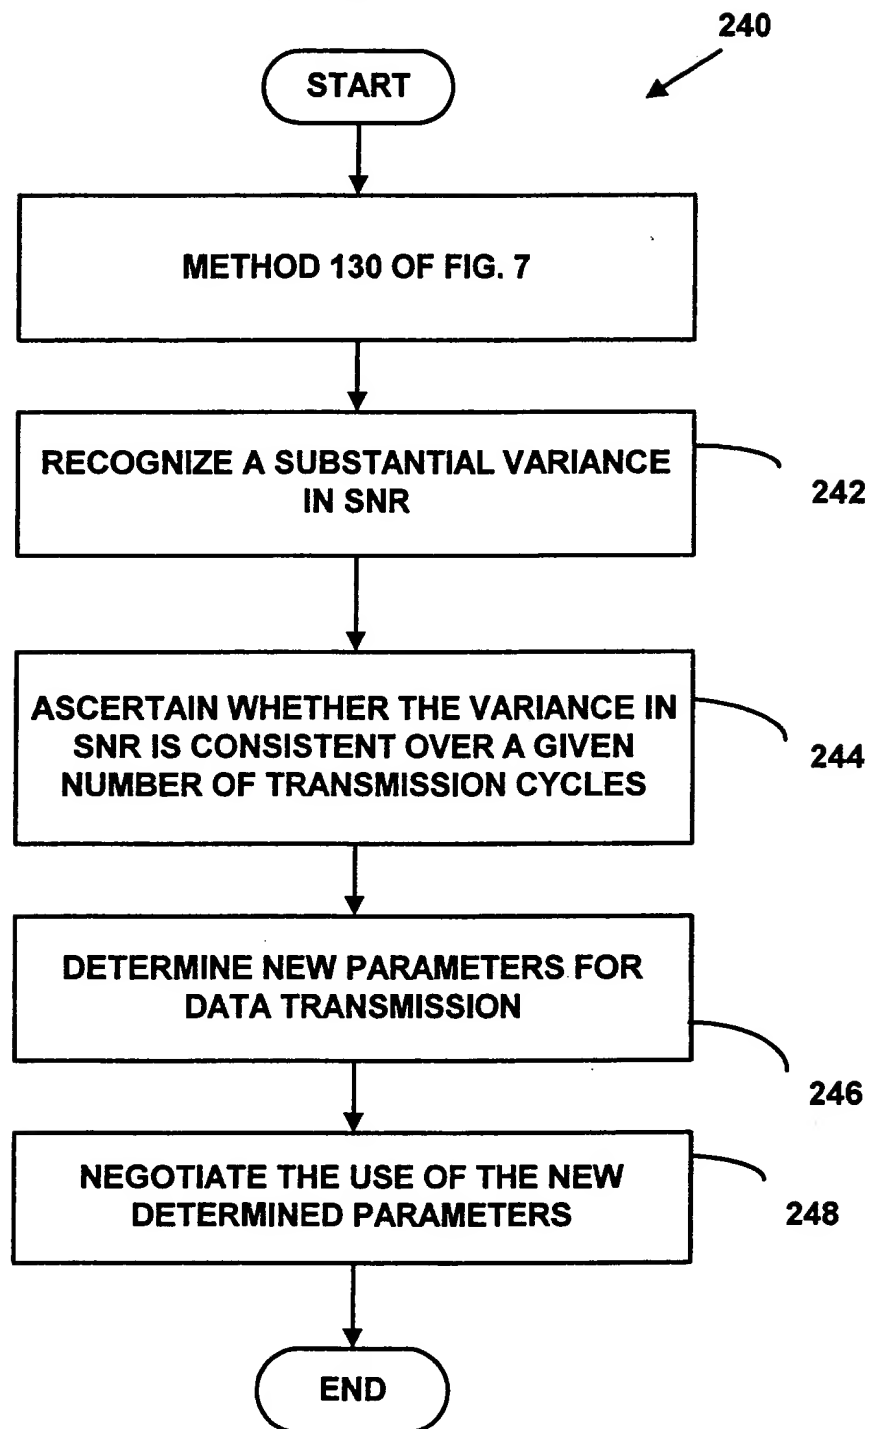 240
START
METHOD 130 OF FIG. 7
RECOGNIZE A SUBSTANTIAL VARIANCE
IN SNR
242
ASCERTAIN WHETHER THE VARIANCE IN
SNR IS CONSISTENT OVER A GIVEN
NUMBER OF TRANSMISSION CYCLES
244
DETERMINE NEW PARAMETERS FOR
DATA TRANSMISSION
246
NEGOTIATE THE USE OF THE NEW
DETERMINED PARAMETERS
248
END